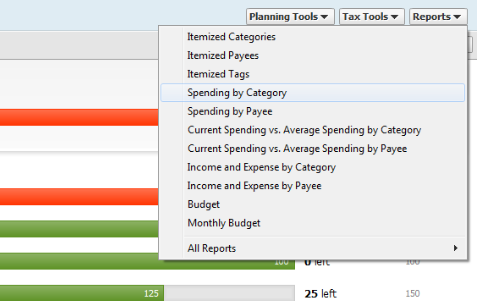 Planning Tools Tax Tools Reports
Itemized Categories
Itemized Payees
Itemized Tags
Spending by Category
Spending by Payee
Current Spending vs. Average Spending by Category
Current Spending vs. Average Spending by Payee
Income and Expense by Category
Income and Expense by Payee
Budget
Monthly Budget
All Reports
100 0 left 100
125 25 left 150